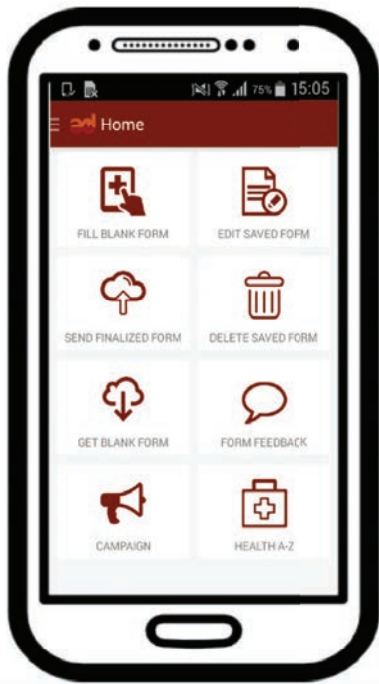 75% 15:05
Home
FILL BLANK FORM EDIT SAVED FOFM
SEND FINALIZED FORM DELETE SAVED FORM
GET BLANK FORM FORM FEEDBACK
CAMPAIGN HEALTH A-Z